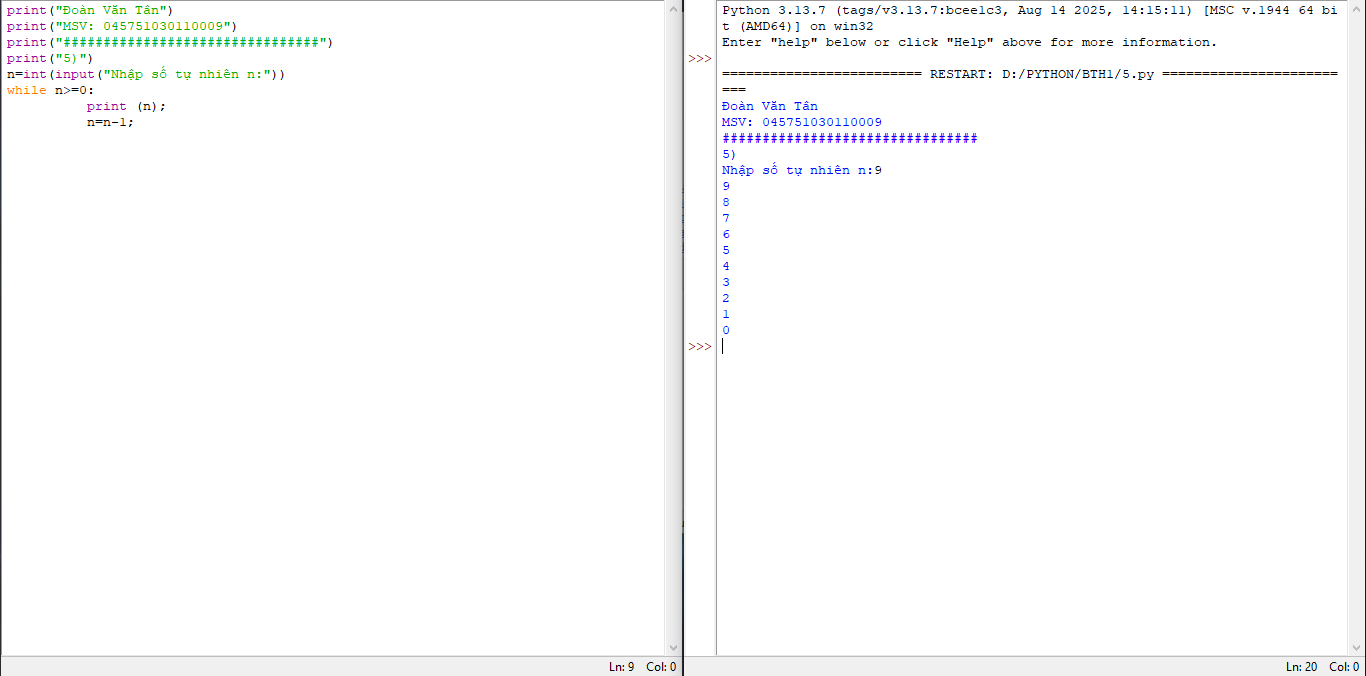 print("Đoàn Văn Tân")
print("MSV: 045751030110009")
print("################################")
print("5)")
n=int(input("Nhập số tự nhiên n:"))
while n>=0:
        print (n);
        n=n-1;
Ln: 9 Col: 0
Python 3.13.7 (tags/v3.13.7:bcee1c3, Aug 14 2025, 14:15:11) [MSC v.1944 64 bi
t (AMD64)] on win32
Enter "help" below or click "Help" above for more information.
>>>
========================= RESTART: D:/PYTHON/BTH1/5.py ======================
===
Đoàn Văn Tân
MSV: 045751030110009
################################
5)
Nhập số tự nhiên n:9
9
8
7
6
5
4
3
2
1
0
>>>
Ln: 20 Col: 0